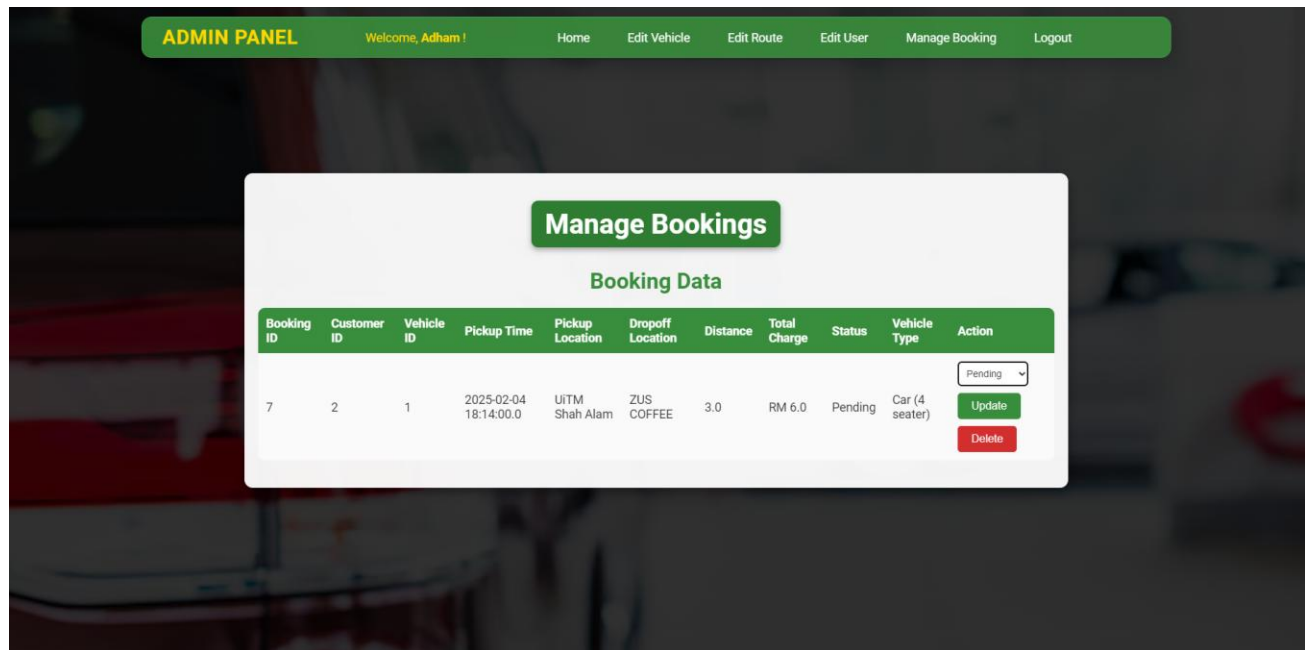 ADMIN PANEL Welcome, Adham ! Home Edit Vehicle Edit Route Edit User Manage Booking Logout
Manage Bookings
Booking Data
Booking ID Customer ID Vehicle ID Pickup Time Pickup Location Dropoff Location Distance Total Charge Status Vehicle Type Action
7 2 1 2025-02-04 18:14:00.0 UiTM Shah Alam ZUS COFFEE 3.0 RM 6.0 Pending Car (4 seater) Pending
Update
Delete